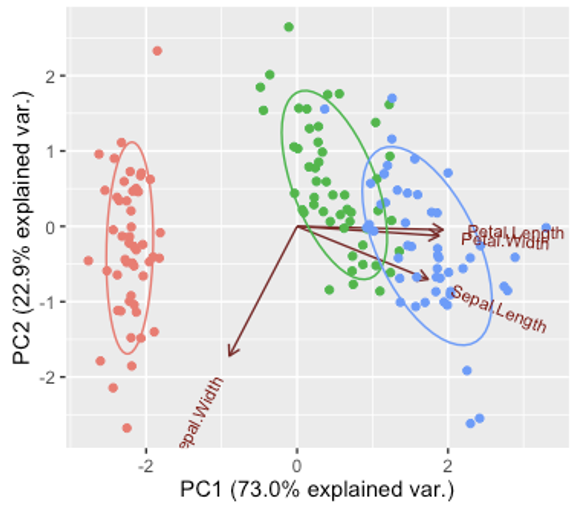 2
1
0
-1
-2
PC2 (22.9% explained var.)
Petal.Length
Petal.Width
Sepal.Length
epal.Width
-2
0
2
PC1 (73.0% explained var.)